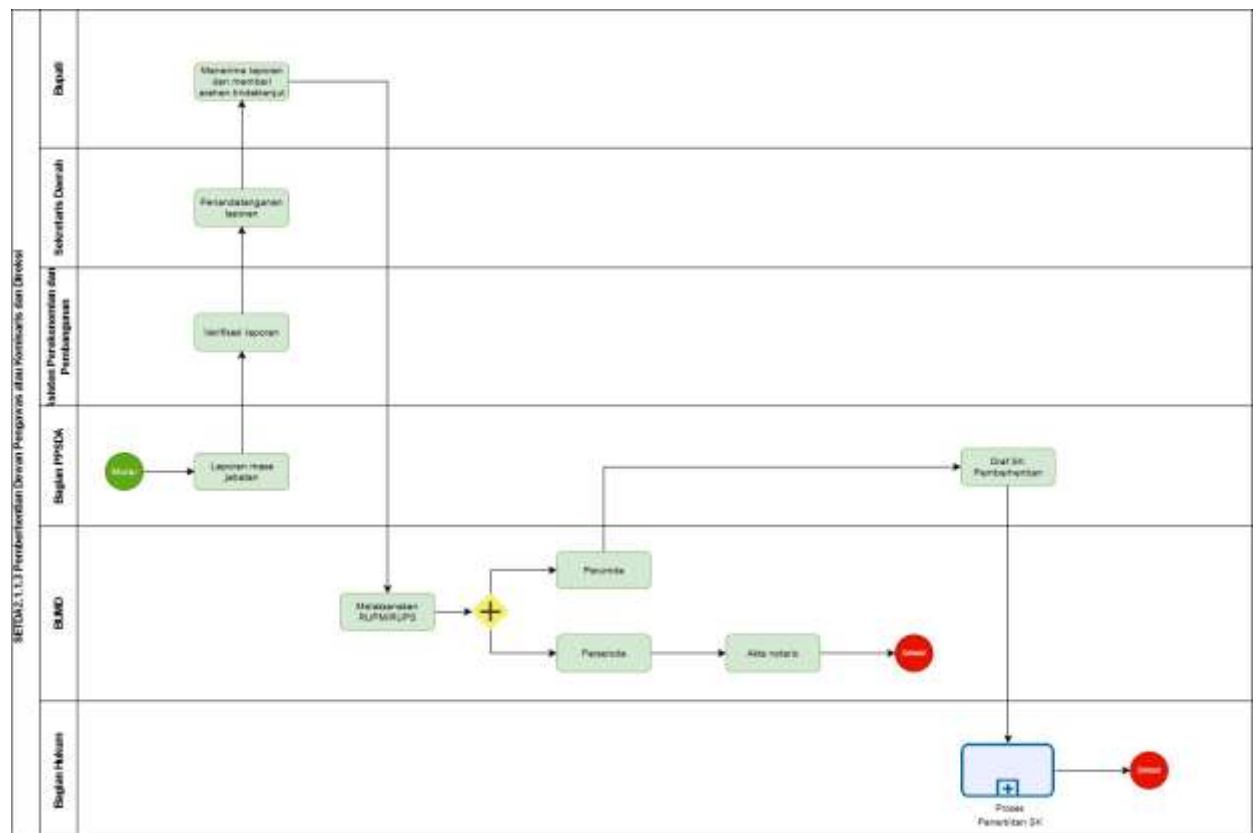 SETDA2.1.1.3 Pemberhentian Dewan Pengawas atau Komisaris dan Direksi
Bupati
Menerima laporan
dan memberi
arahan tindaklanjut
Sekretaris Daerah
Penandatanganan
laporan
Asisten Perekonomian dan
Pembangunan
Verifikasi laporan
Bagian PPSDA
Mulai
Laporan masa
jabatan
Draf SK
Pemberhentian
BUMD
Melaksanakan
RUPM/RUPS
Perumda
Perseroda
Akta notaris
Selesai
Bagian Hukum
Proses
Penerbitan SK
Selesai